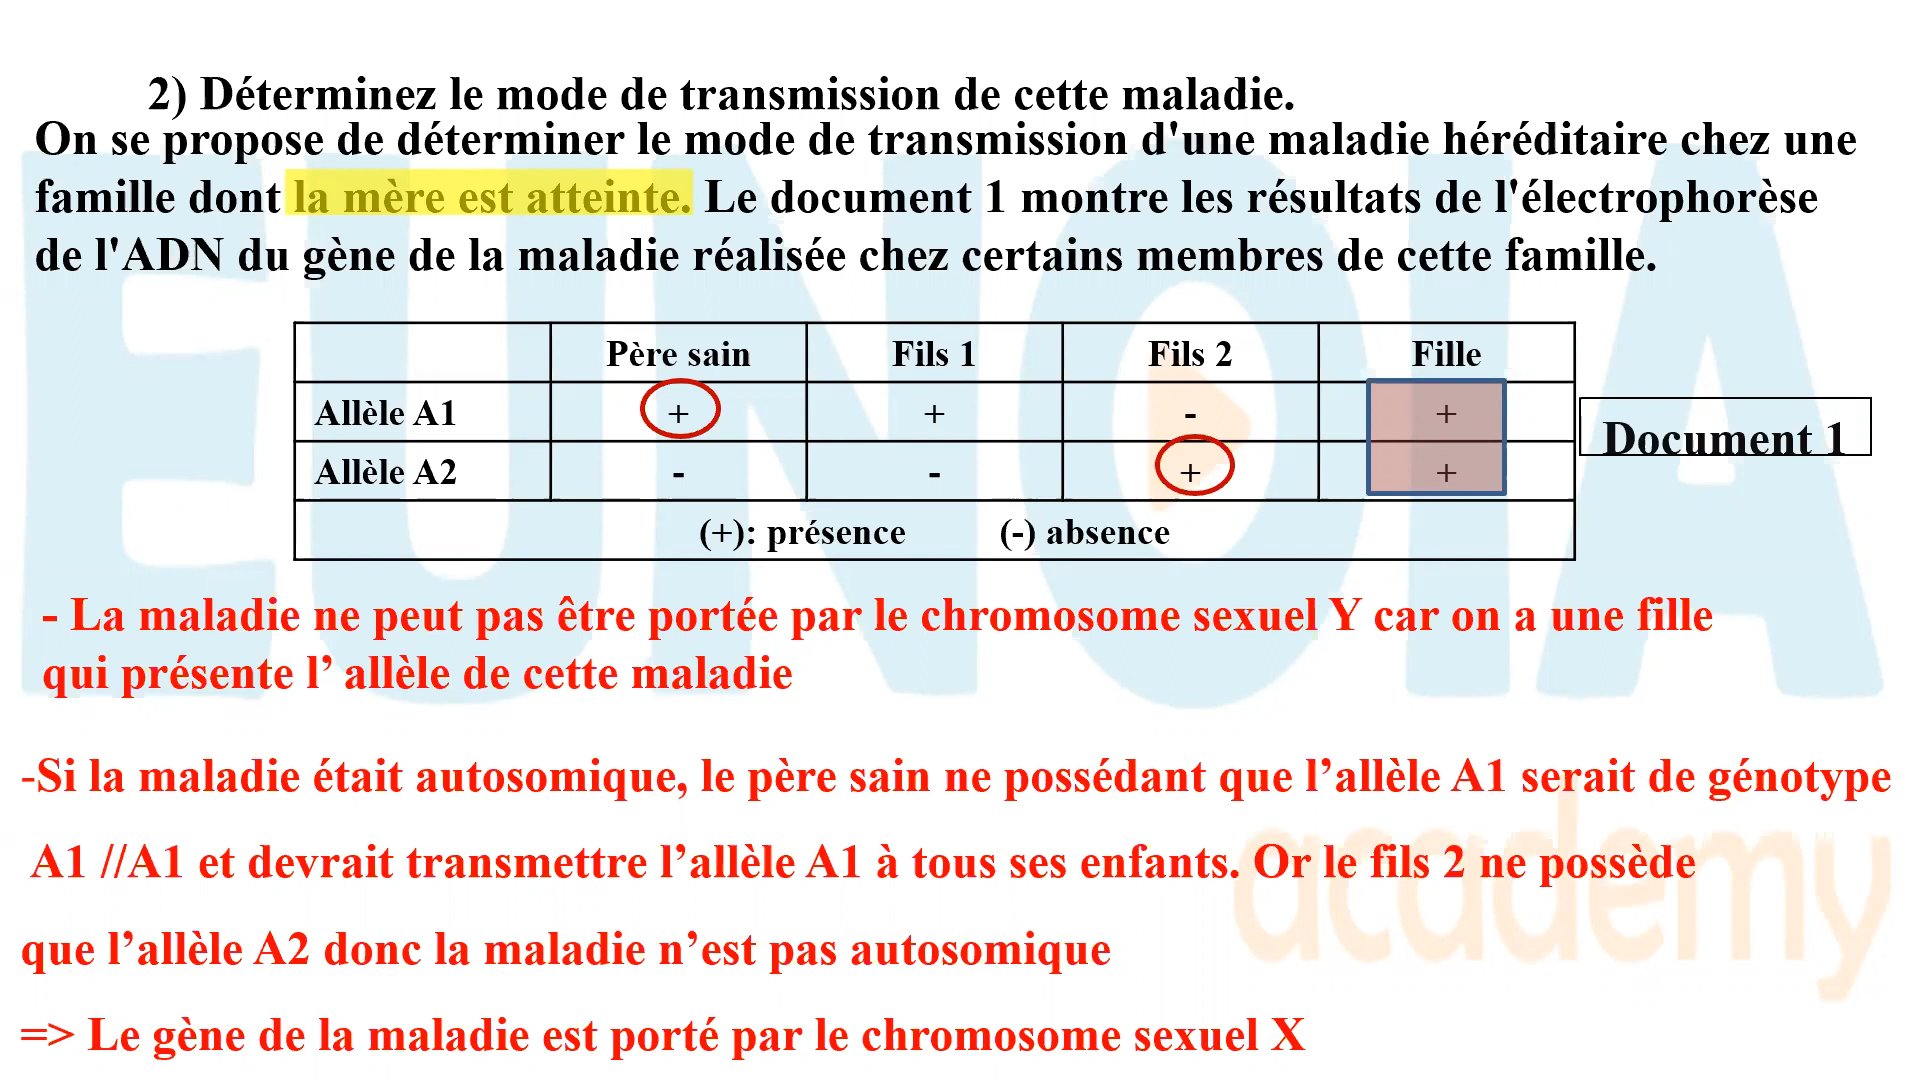 2) Déterminez le mode de transmission de cette maladie.
On se propose de déterminer le mode de transmission d'une maladie héréditaire chez une
famille dont la mère est atteinte. Le document 1 montre les résultats de l'électrophorèse
de l'ADN du gène de la maladie réalisée chez certains membres de cette famille.
Père sain Fils 1 Fils 2 Fille
Allèle A1 + + - +
Allèle A2 - - + +
(+): présence (-) absence
Document 1
- La maladie ne peut pas être portée par le chromosome sexuel Y car on a une fille
qui présente l’ allèle de cette maladie
-Si la maladie était autosomique, le père sain ne possédant que l’allèle A1 serait de génotype
A1 //A1 et devrait transmettre l’allèle A1 à tous ses enfants. Or le fils 2 ne possède
que l’allèle A2 donc la maladie n’est pas autosomique
=> Le gène de la maladie est porté par le chromosome sexuel X
EUNOIA
academy